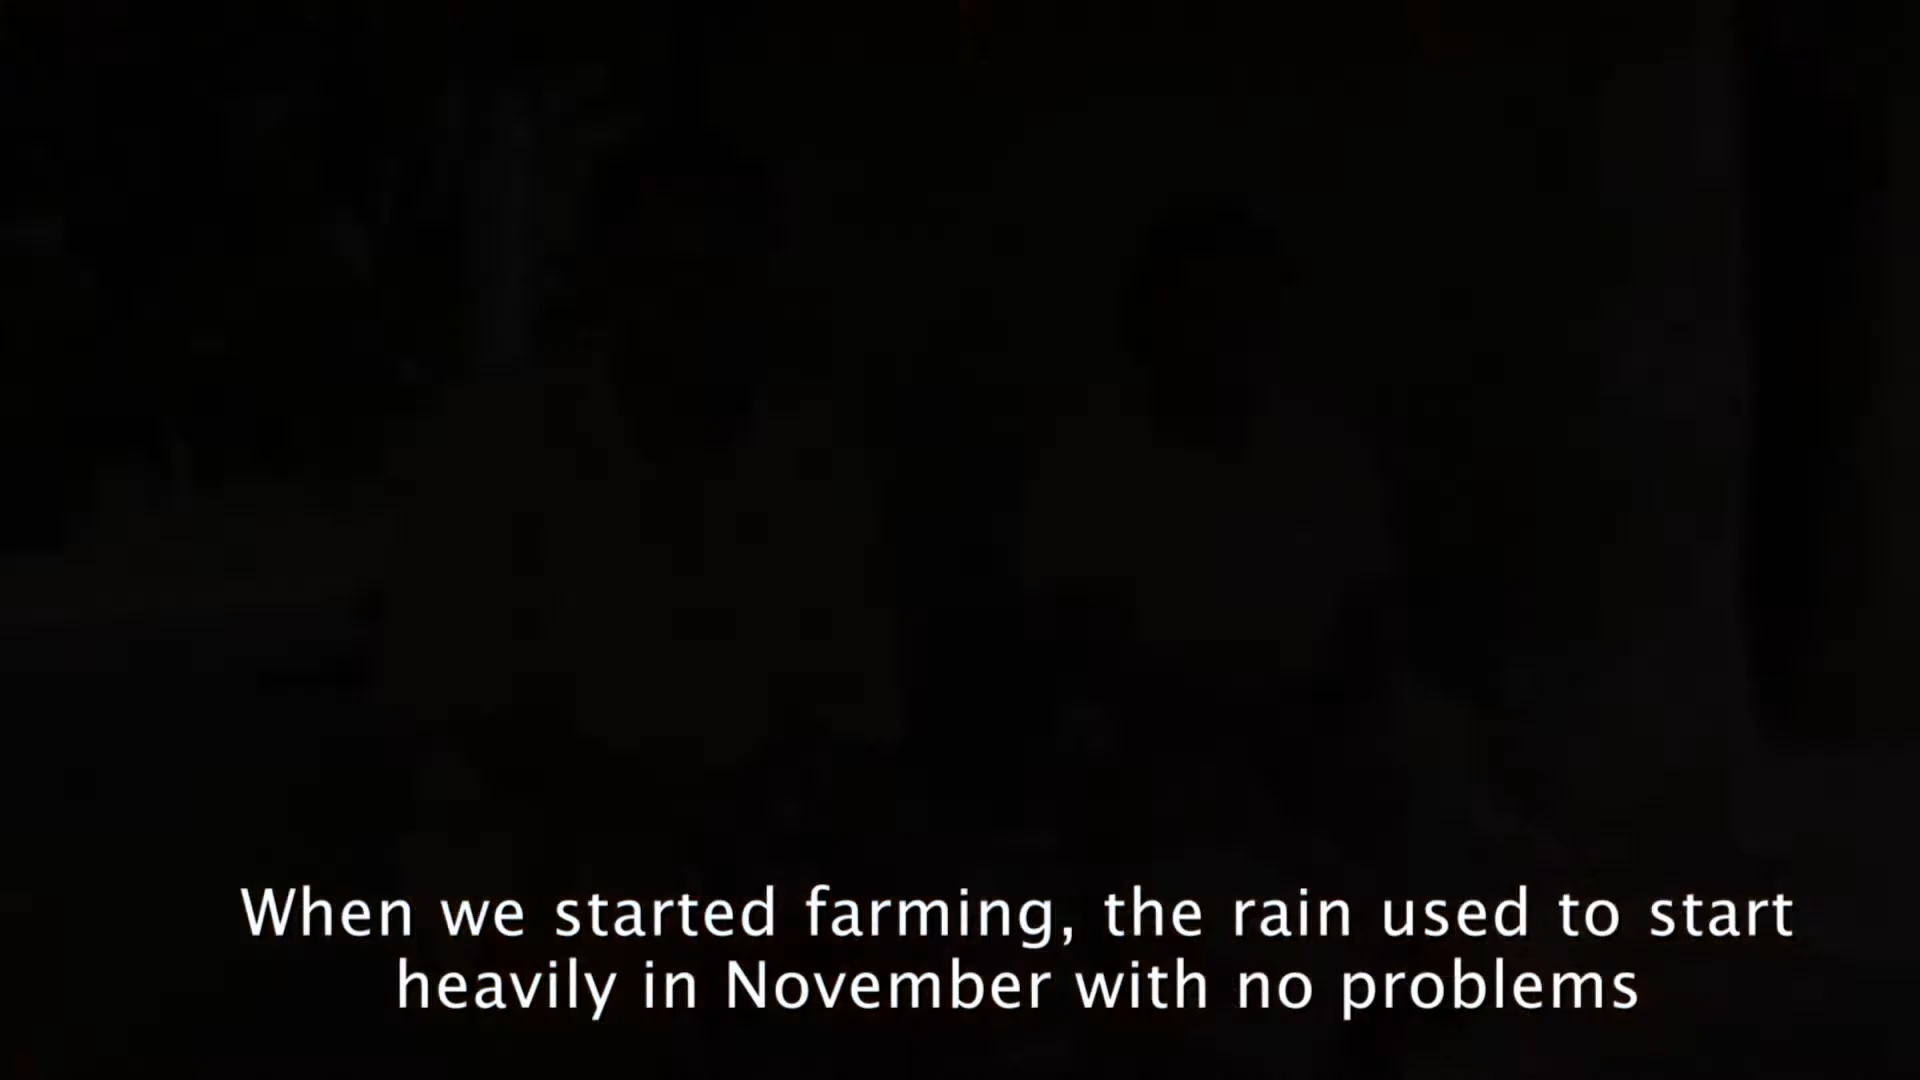 When we started farming, the rain used to start
heavily in November with no problems